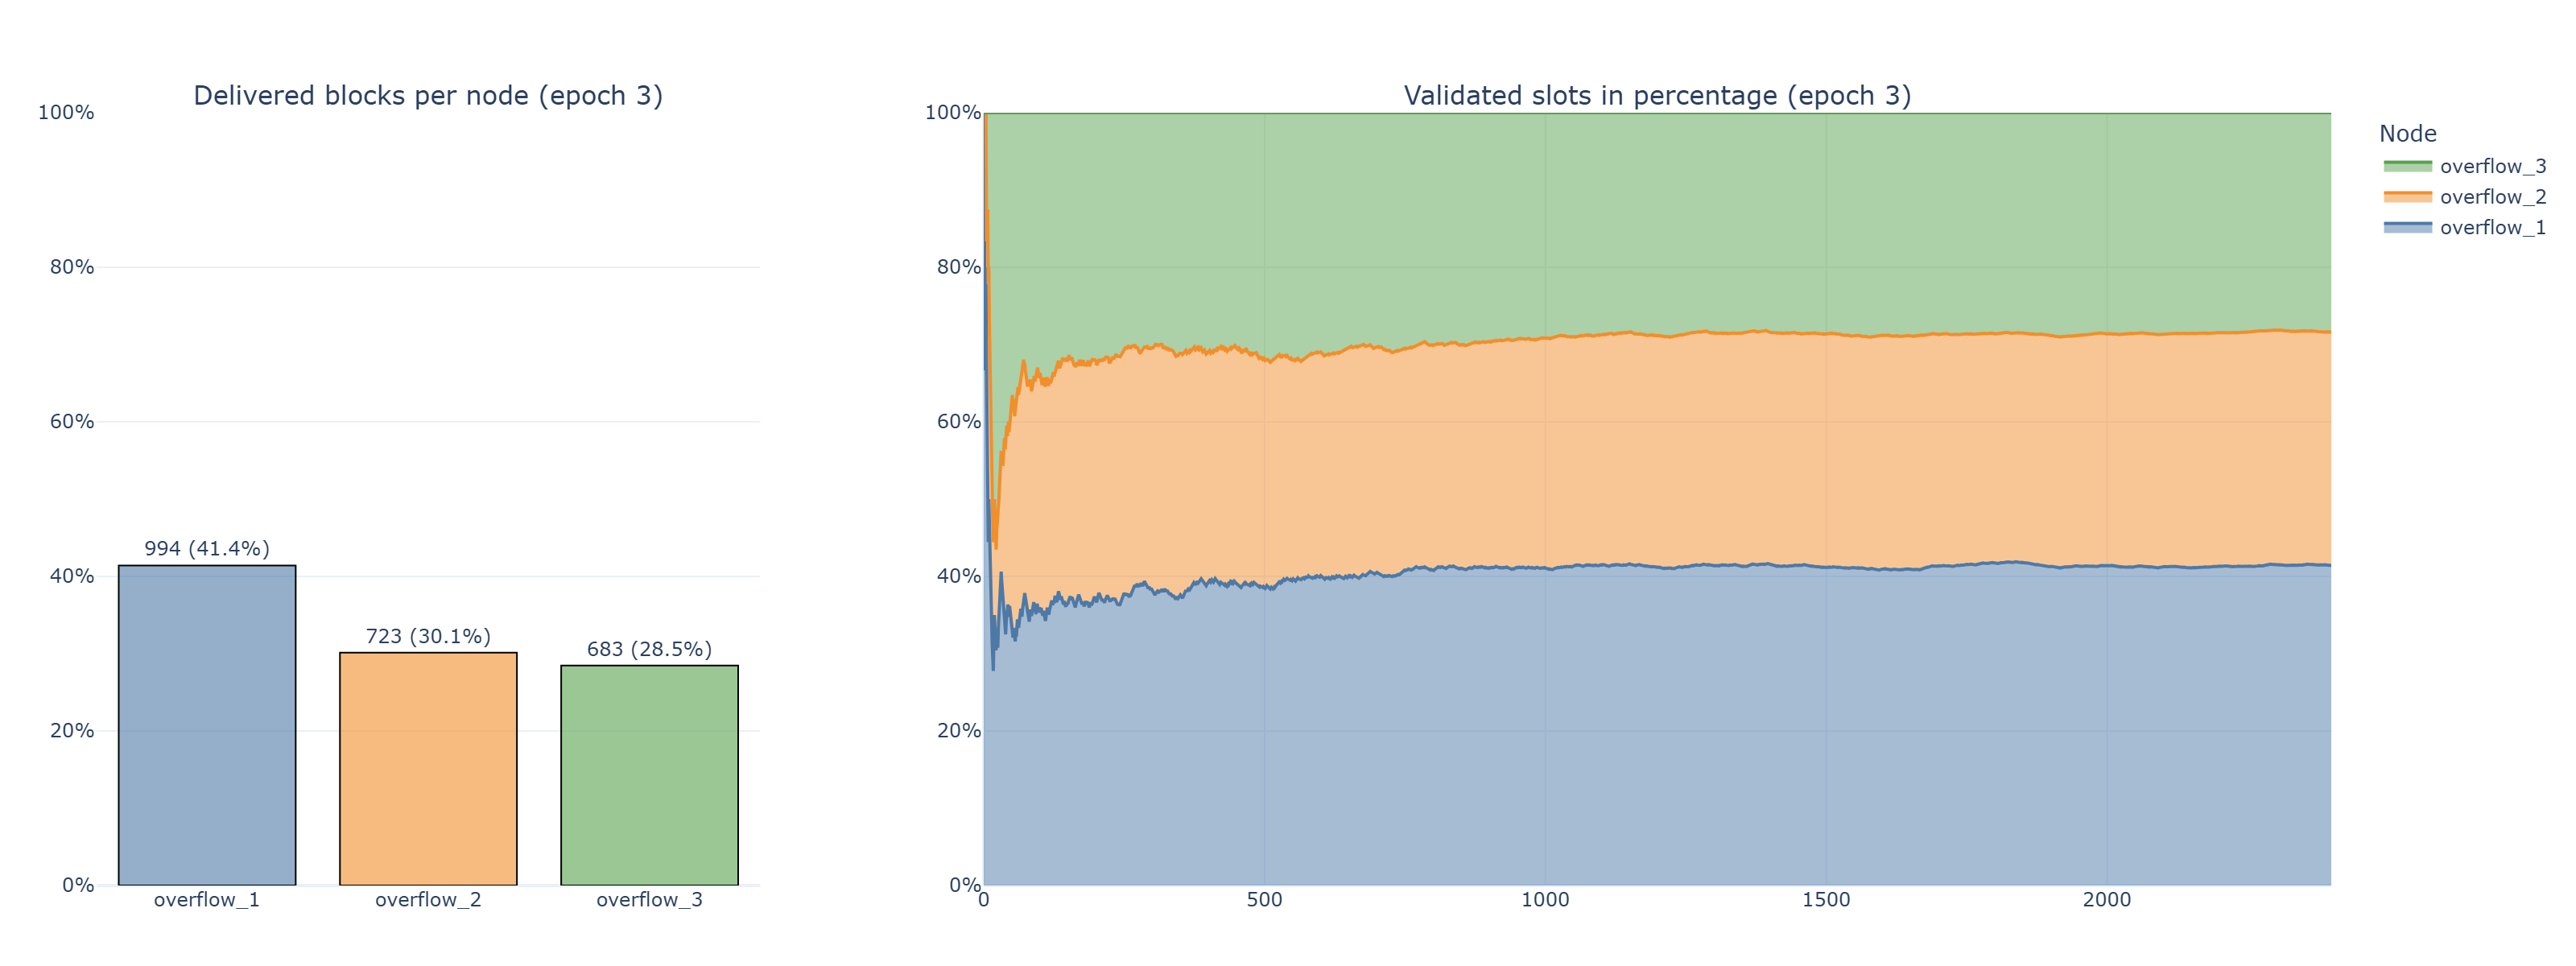 Delivered blocks per node (epoch 3)
100%
80%
60%
40%
20%
0%
994 (41.4%)
723 (30.1%)
683 (28.5%)
overflow_1
overflow_2
overflow_3
Validated slots in percentage (epoch 3)
100%
80%
60%
40%
20%
0%
0
500
1000
1500
2000
Node
overflow_3
overflow_2
overflow_1